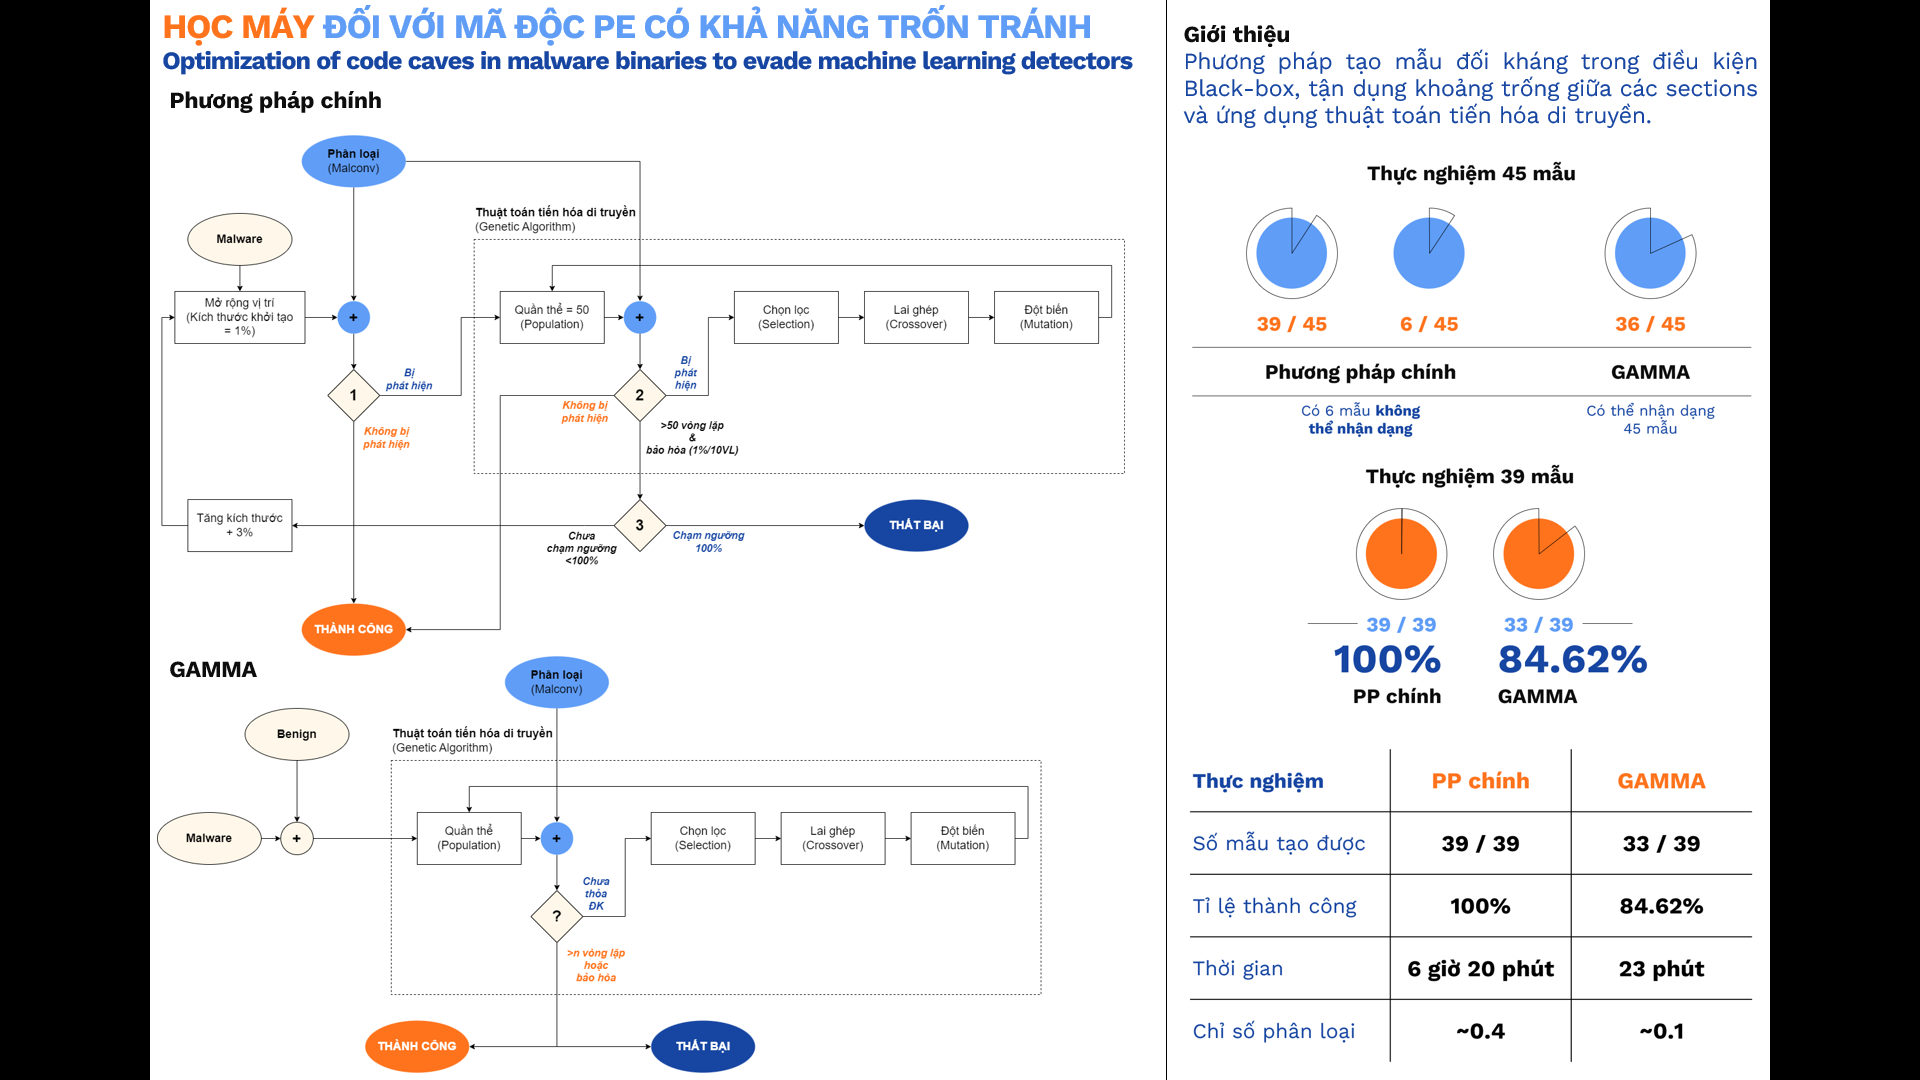 HỌC MÁY ĐỐI VỚI MÃ ĐỘC PE CÓ KHẢ NĂNG TRỐN TRÁNH
Optimization of code caves in malware binaries to evade machine learning detectors
Phương pháp chính
Phân loại
(Malconv)
Thuật toán tiến hóa di truyền
(Genetic Algorithm)
Malware
Mở rộng vị trí
(Kích thước khởi tạo
= 1%)
+
Quần thể = 50
(Population)
+
Chọn lọc
(Selection)
Lai ghép
(Crossover)
Đột biến
(Mutation)
1
Bị
phát hiện
Không bị
phát hiện
2
Bị
phát
hiện
Không bị
phát hiện
>50 vòng lặp
&
bảo hòa (1%/10VL)
Tăng kích thước
+ 3%
3
Chưa
chạm ngưỡng
<100%
Chạm ngưỡng
100%
THẤT BẠI
THÀNH CÔNG
GAMMA
Phân loại
(Malconv)
Benign
Thuật toán tiến hóa di truyền
(Genetic Algorithm)
Malware
+
Quần thể
(Population)
+
Chọn lọc
(Selection)
Lai ghép
(Crossover)
Đột biến
(Mutation)
Chưa
thỏa
ĐK
?
>n vòng lặp
hoặc
bảo hòa
THÀNH CÔNG
THẤT BẠI
Giới thiệu
Phương pháp tạo mẫu đối kháng trong điều kiện
Black-box, tận dụng khoảng trống giữa các sections
và ứng dụng thuật toán tiến hóa di truyền.
Thực nghiệm 45 mẫu
39 / 45
6 / 45
36 / 45
Phương pháp chính
GAMMA
Có 6 mẫu không
thể nhận dạng
Có thể nhận dạng
45 mẫu
Thực nghiệm 39 mẫu
39 / 39
33 / 39
100%
84.62%
PP chính
GAMMA
Thực nghiệm PP chính GAMMA
Số mẫu tạo được 39 / 39 33 / 39
Tỉ lệ thành công 100% 84.62%
Thời gian 6 giờ 20 phút 23 phút
Chỉ số phân loại ~0.4 ~0.1